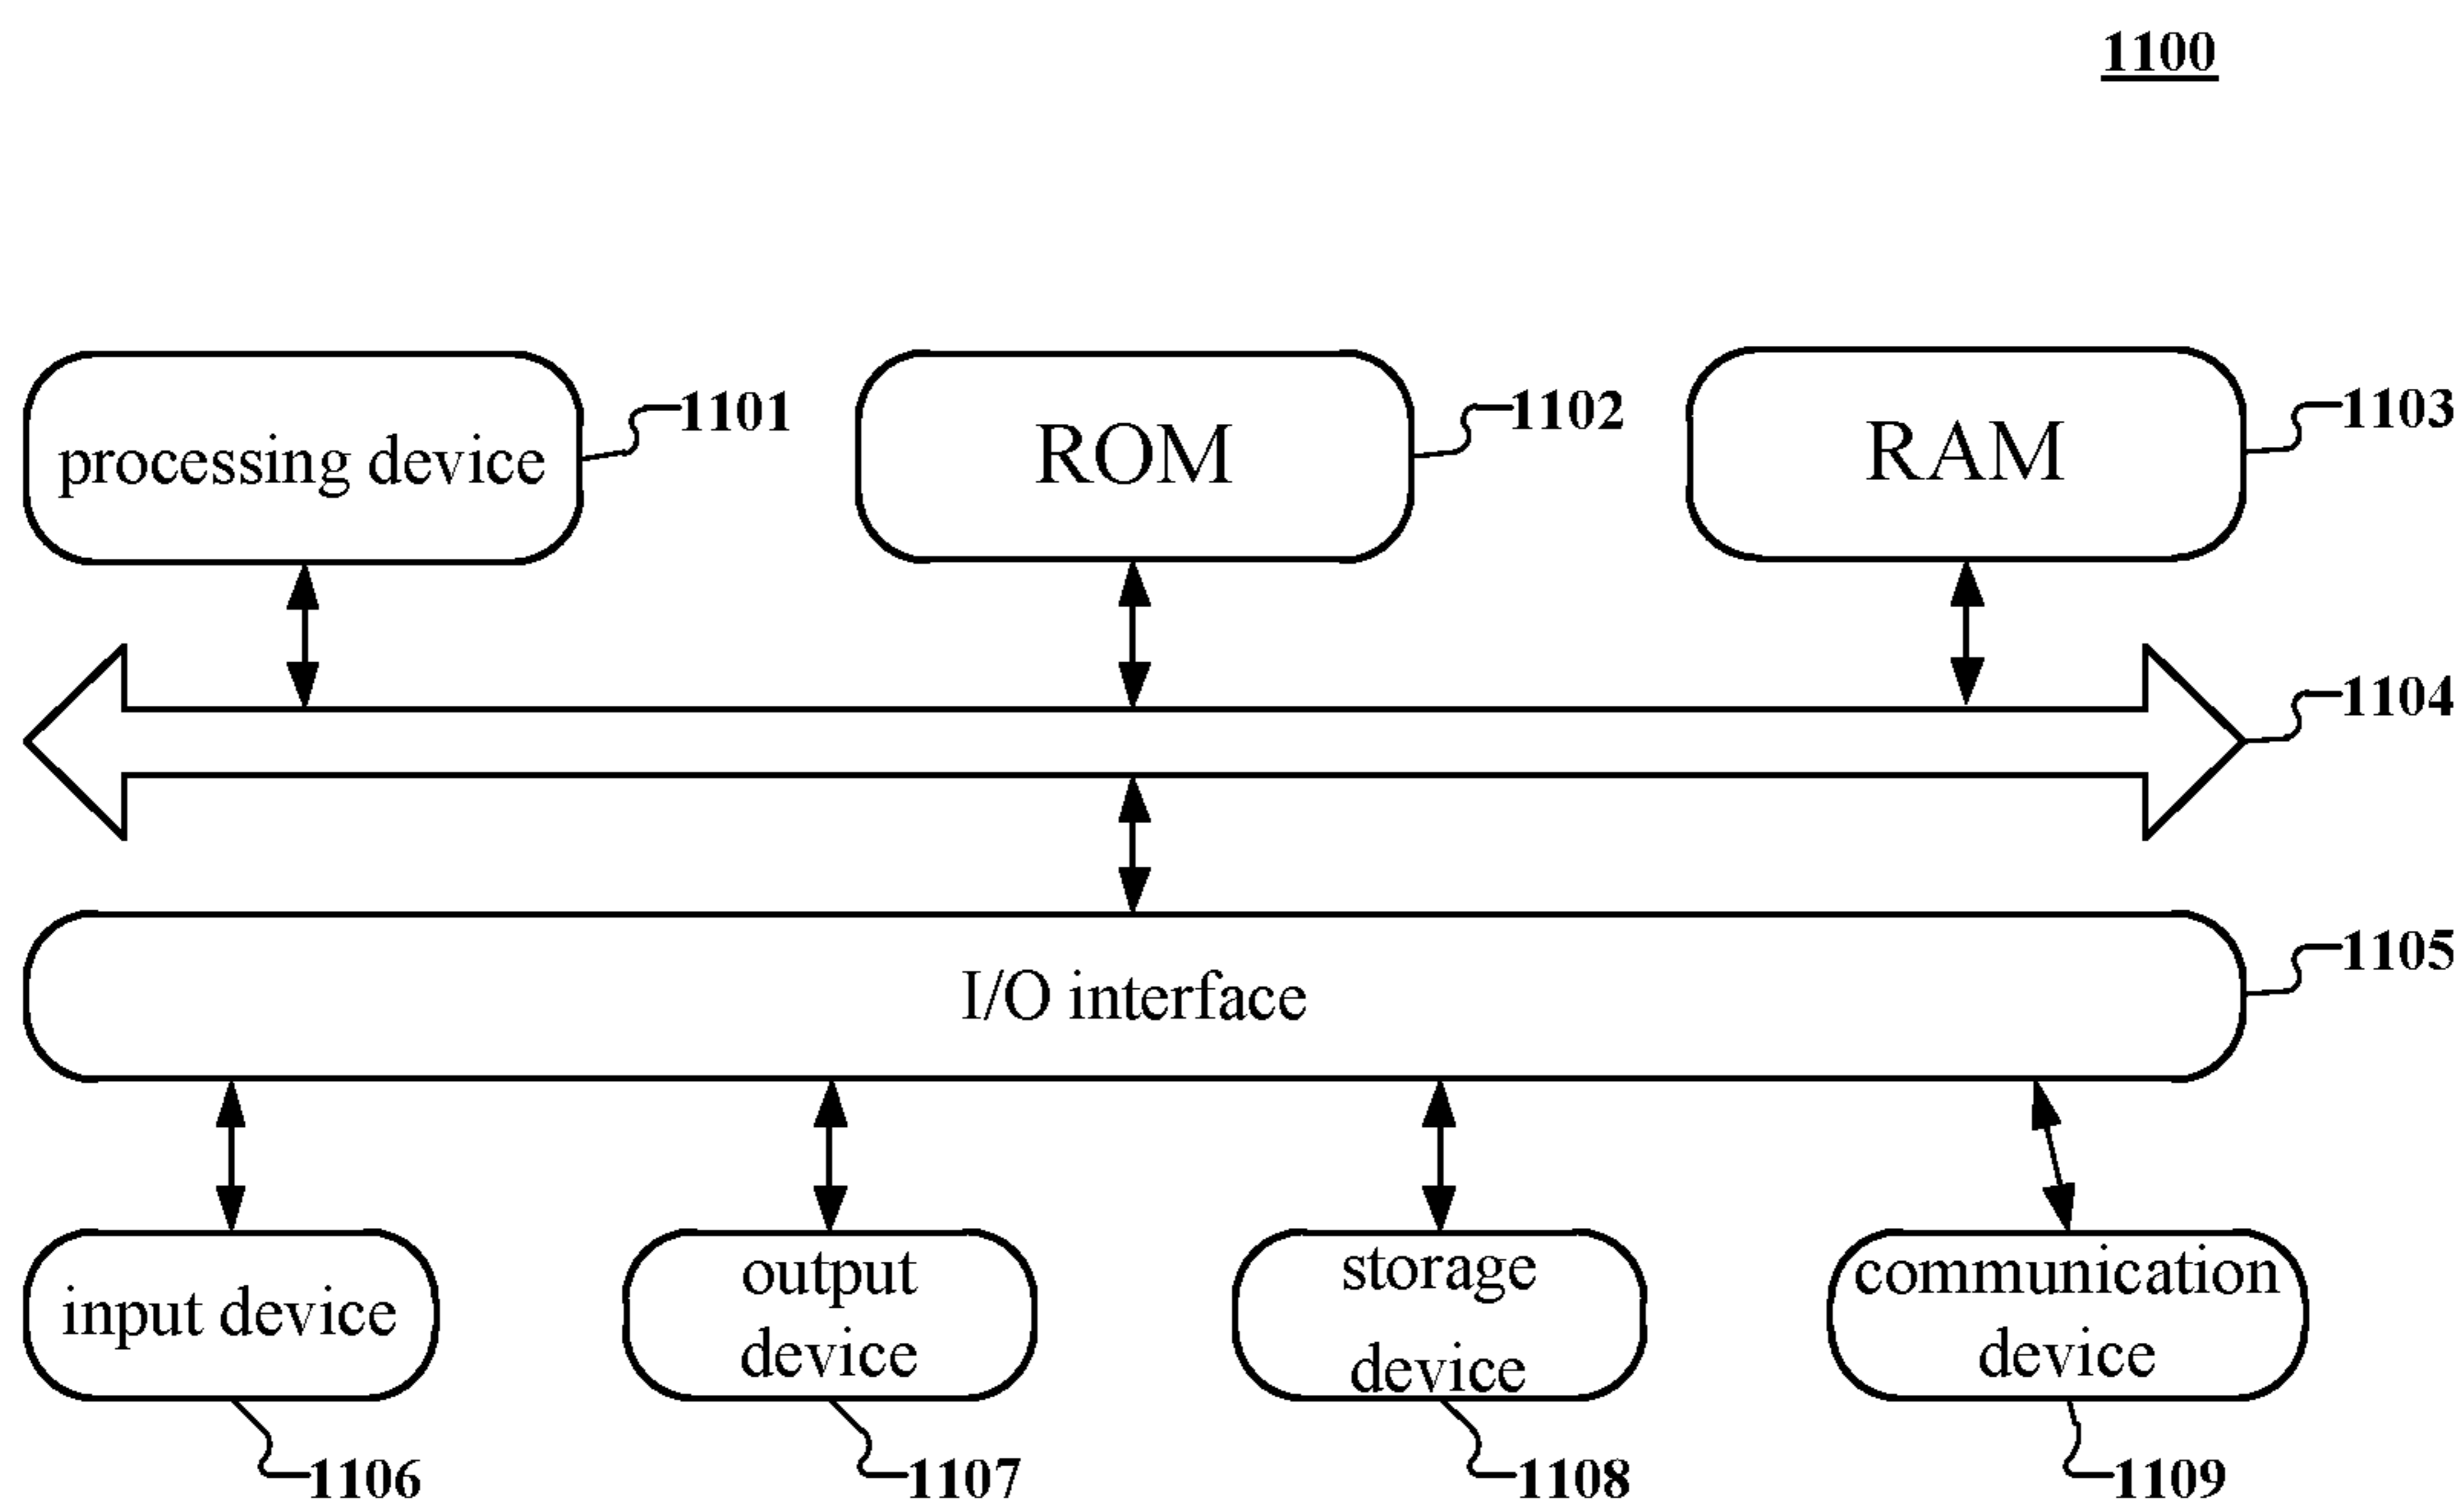 1100
processing device
1101
ROM
1102
RAM
1103
1104
I/O interface
1105
input device
output
device
storage
device
communication
device
1106
1107
1108
1109